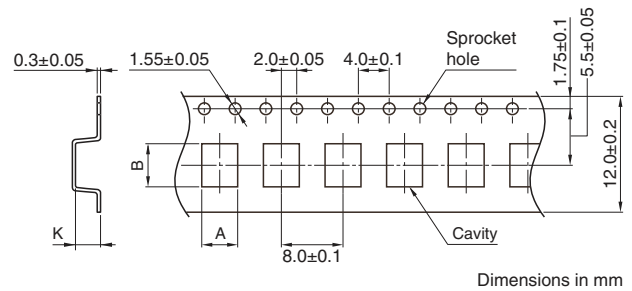 0.3±0.05
1.55±0.05
2.0±0.05
4.0±0.1
Sprocket
hole
1.75±0.1
5.5±0.05
12.0±0.2
B
K
A
8.0±0.1
Cavity
Dimensions in mm